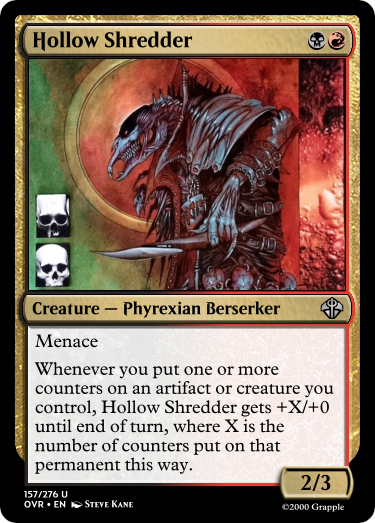 Hollow Shredder
Creature — Phyrexian Berserker
Menace
Whenever you put one or more
counters on an artifact or creature you
control, Hollow Shredder gets +X/+0
until end of turn, where X is the
number of counters put on that
permanent this way.
2/3
157/276 U
OVR • EN Steve Kane
©2000 Grapple